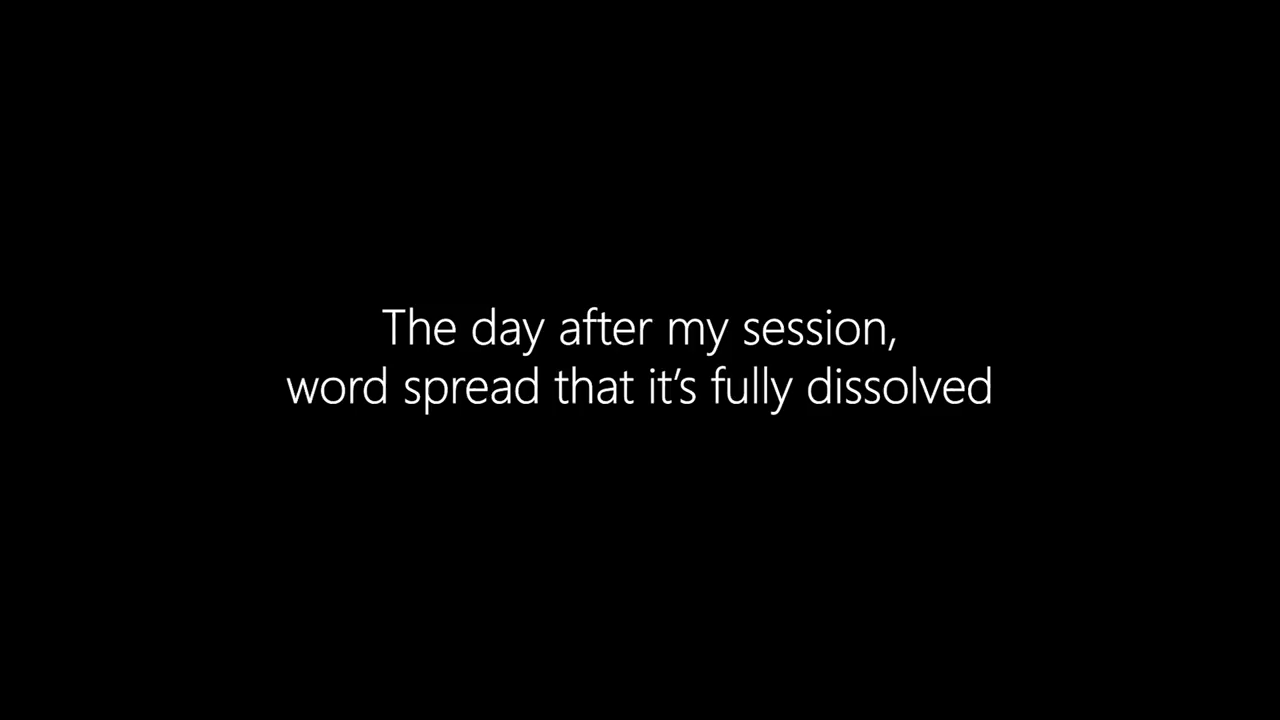 The day after my session,
word spread that it’s fully dissolved